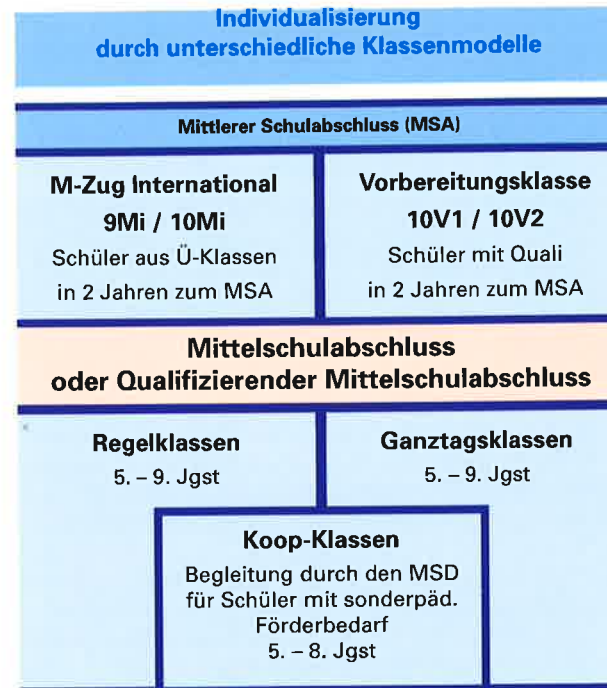 Individualisierung
durch unterschiedliche Klassenmodelle
Mittlerer Schulabschluss (MSA)
M-Zug International
9Mi / 10Mi
Schüler aus Ü-Klassen
in 2 Jahren zum MSA
Vorbereitungsklasse
10V1 / 10V2
Schüler mit Quali
in 2 Jahren zum MSA
Mittelschulabschluss
oder Qualifizierender Mittelschulabschluss
Regelklassen
5. – 9. Jgst
Ganztagsklassen
5. – 9. Jgst
Koop-Klassen
Begleitung durch den MSD
für Schüler mit sonderpäd.
Förderbedarf
5. – 8. Jgst